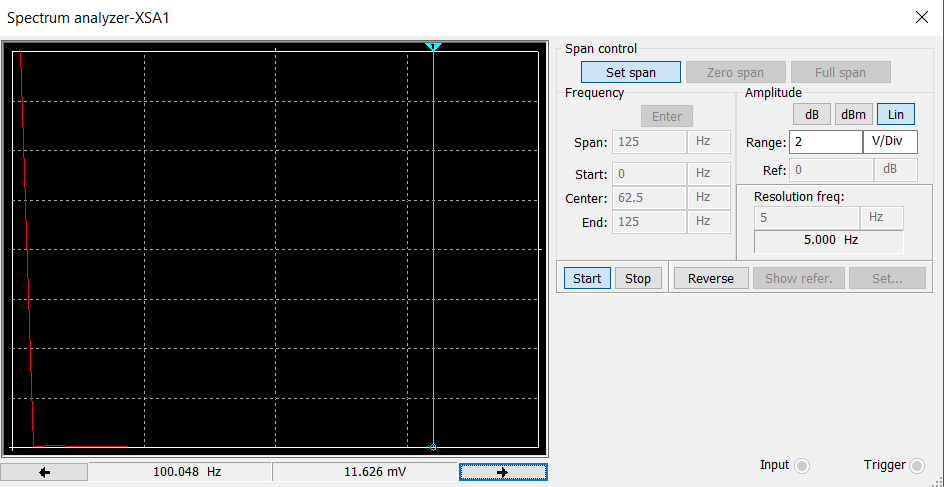 Spectrum analyzer-XSA1
Span control
Set span Zero span Full span
Frequency
Enter
Span: 125 Hz
Start: 0 Hz
Center: 62.5 Hz
End: 125 Hz
Amplitude
dB dBm Lin
Range: 2 V/Div
Ref: 0 dB
Resolution freq:
5 Hz
5.000 Hz
Start Stop Reverse Show refer. Set...
100.048 Hz 11.626 mV
Input Trigger